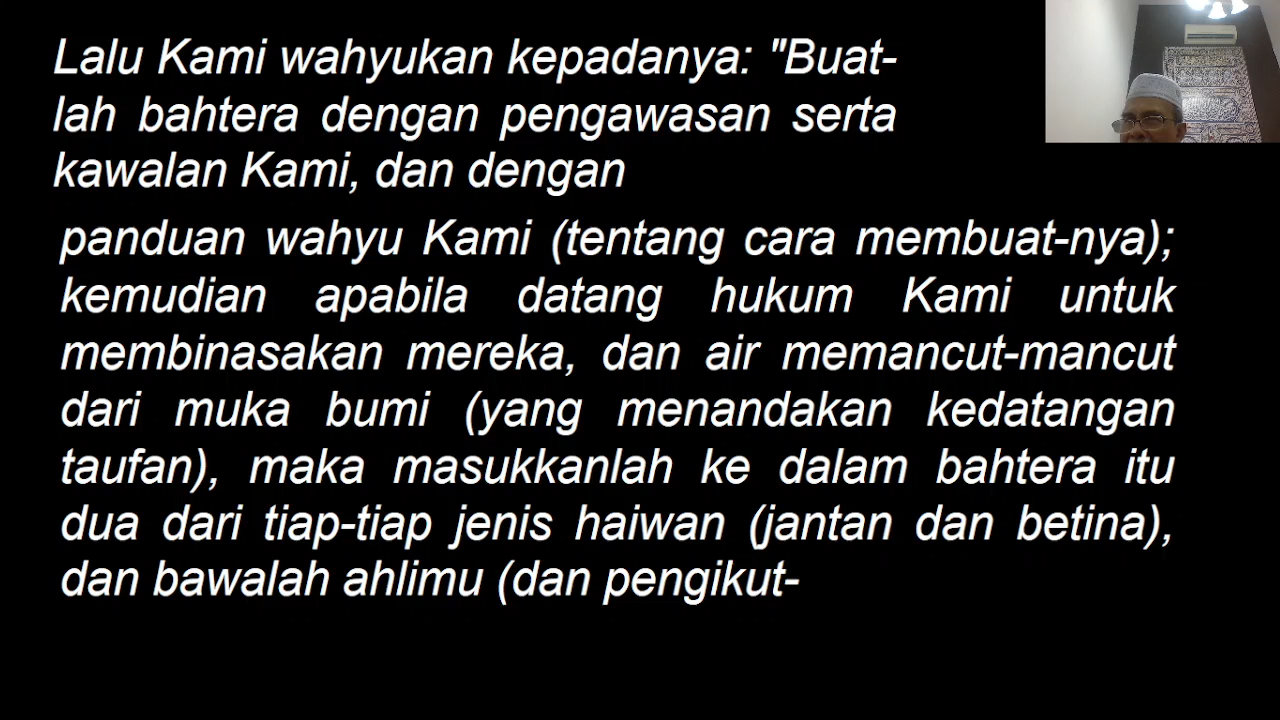 Lalu Kami wahyukan kepadanya: "Buat-
lah bahtera dengan pengawasan serta
kawalan Kami, dan dengan
panduan wahyu Kami (tentang cara membuat-nya);
kemudian apabila datang hukum Kami untuk
membinasakan mereka, dan air memancut-mancut
dari muka bumi (yang menandakan kedatangan
taufan), maka masukkanlah ke dalam bahtera itu
dua dari tiap-tiap jenis haiwan (jantan dan betina),
dan bawalah ahlimu (dan pengikut-